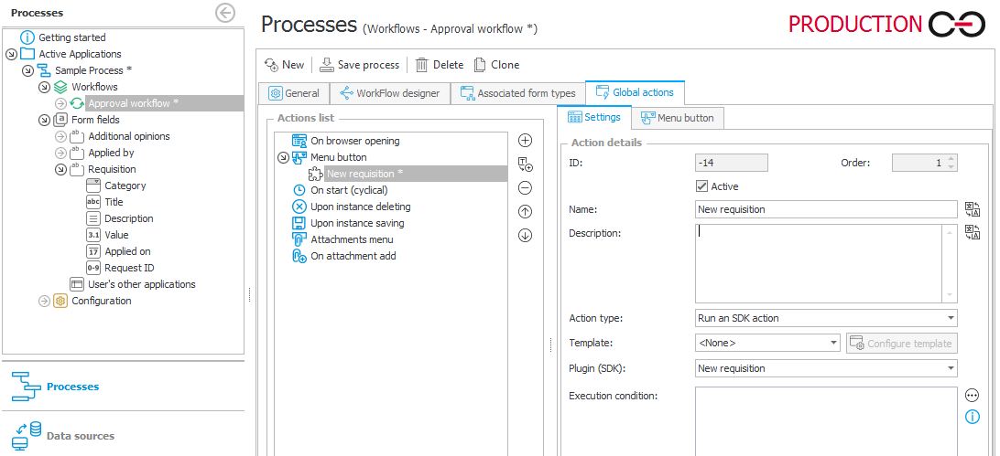 Processes
Getting started
Active Applications
Sample Process *
Workflows
Approval workflow *
Form fields
Additional opinions
Applied by
Requisition
Category
Title
Description
Value
Applied on
Request ID
User's other applications
Configuration
Processes
Data sources
Processes (Workflows - Approval workflow *)
PRODUCTION
New Save process Delete Clone
General WorkFlow designer Associated form types Global actions
Actions list
On browser opening
Menu button
New requisition *
On start (cyclical)
Upon instance deleting
Upon instance saving
Attachments menu
On attachment add
Settings Menu button
Action details
ID: -14 Order: 1
Active
Name: New requisition
Description:
Action type: Run an SDK action
Template: <None> Configure template
Plugin (SDK): New requisition
Execution condition: